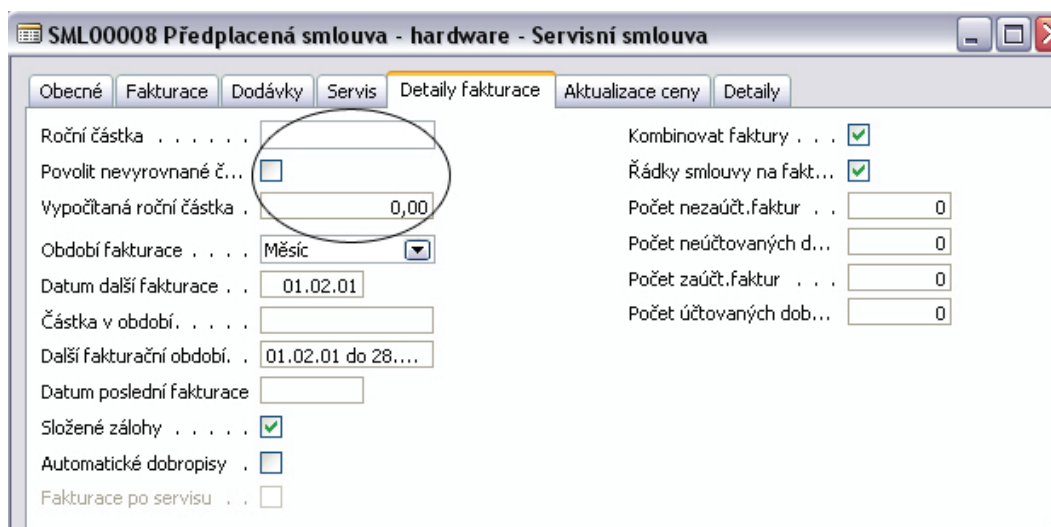 SML00008 Předplacená smlouva - hardware - Servisní smlouva
Obecné Fakturace Dodávky Servis Detaily fakturace Aktualizace ceny Detaily
Roční částka . . . . . .
Povolit nevyrovnané č...
Vypočítaná roční částka . 0,00
Období fakturace . . . . Měsíc
Datum další fakturace . . 01.02.01
Částka v období. . . . . .
Další fakturační období. . 01.02.01 do 28....
Datum poslední fakturace
Složené zálohy . . . . .
Automatické dobropisy .
Fakturace po servisu . .
Kombinovat faktury . . .
Řádky smlouvy na fakt...
Počet nezaúčt.faktur . . 0
Počet neúčtovaných d... 0
Počet zaúčt.faktur . . . 0
Počet účtovaných dob... 0